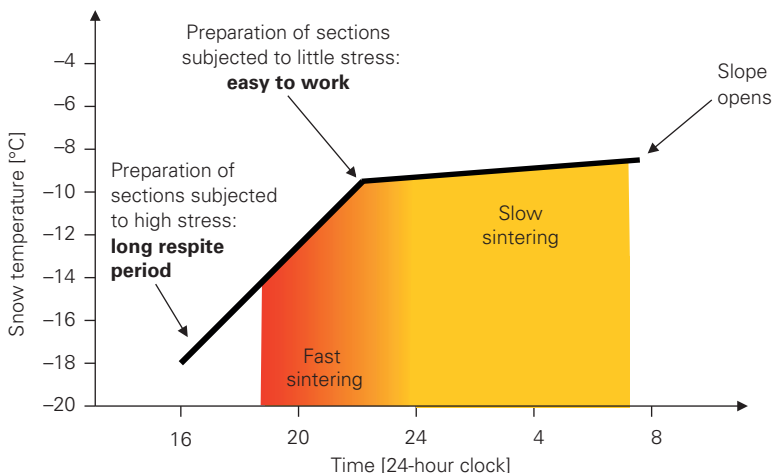 Preparation of sections
subjected to little stress:
easy to work
Slope
opens
Preparation of
sections subjected
to high stress:
long respite
period
Slow
sintering
Fast
sintering
Snow temperature [°C]
–4
–6
–8
–10
–12
–14
–16
–18
–20
16
20
24
4
8
Time [24-hour clock]